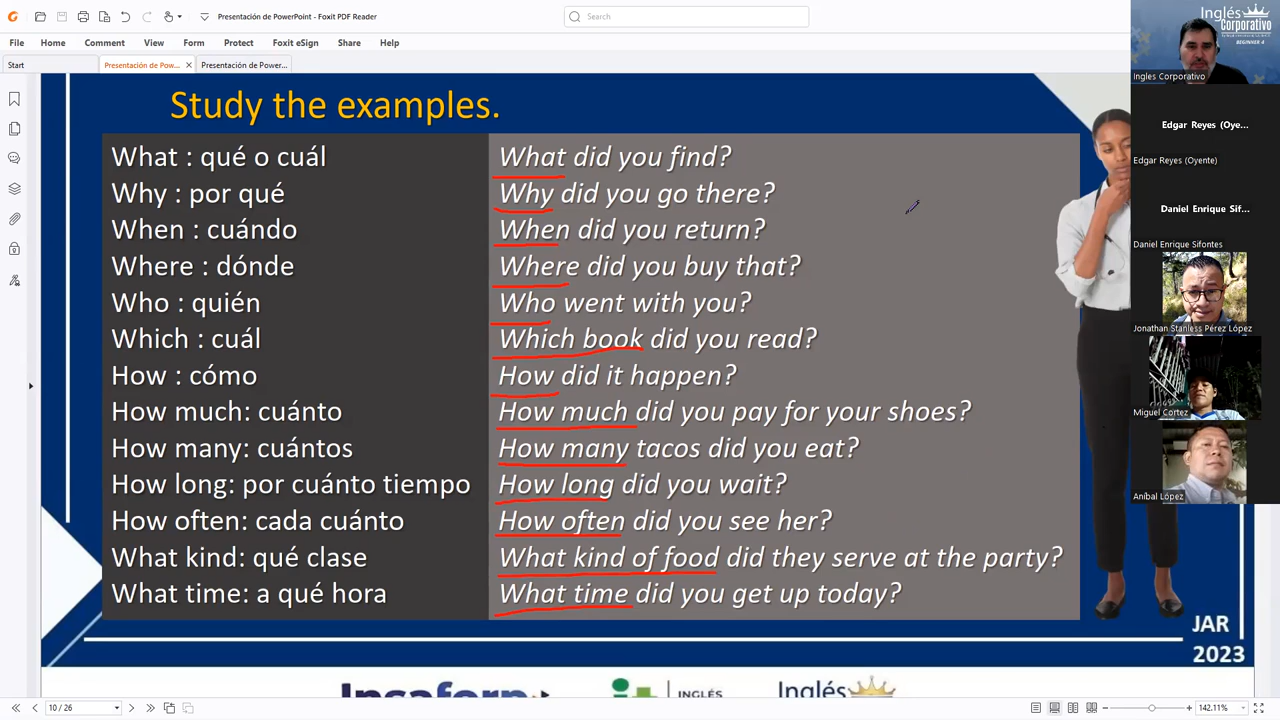 Presentación de PowerPoint - Foxit PDF Reader
Search
File Home Comment View Form Protect Foxit eSign Share Help
Start Presentación de Pow... Presentación de Power...
Study the examples.
What : qué o cuál What did you find?
Why : por qué Why did you go there?
When : cuándo When did you return?
Where : dónde Where did you buy that?
Who : quién Who went with you?
Which : cuál Which book did you read?
How : cómo How did it happen?
How much: cuánto How much did you pay for your shoes?
How many: cuántos How many tacos did you eat?
How long: por cuánto tiempo How long did you wait?
How often: cada cuánto How often did you see her?
What kind: qué clase What kind of food did they serve at the party?
What time: a qué hora What time did you get up today?
JAR
2023
Insaforp INGLÉS Inglés
10 / 26 142.11%
Inglés
Corporativo
BEGINNER 4
Ingles Corporativo
Edgar Reyes (Oye...
Edgar Reyes (Oyente)
Daniel Enrique Sif...
Daniel Enrique Sifontes
Jonathan Stanless Pérez López
Miguel Cortez
Aníbal López